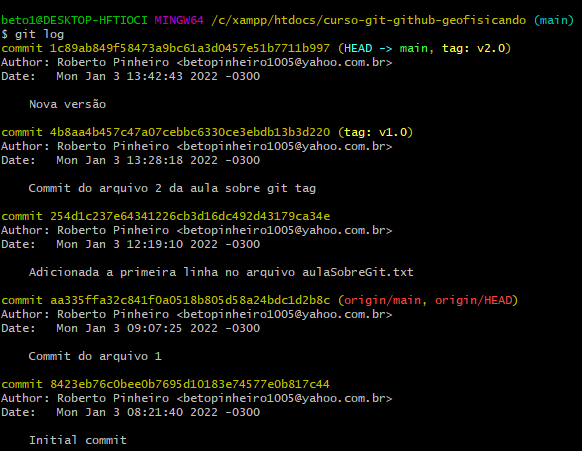 beto1@DESKTOP-HFTIOCI MINGW64 /c/xampp/htdocs/curso-git-github-geofisicando (main)
$ git log
commit 1c89ab849f58473a9bc61a3d0457e51b7711b997 (HEAD -> main, tag: v2.0)
Author: Roberto Pinheiro <betopinheiro1005@yahoo.com.br>
Date:   Mon Jan 3 13:42:43 2022 -0300
Nova versão
commit 4b8aa4b457c47a07cebbc6330ce3ebdb13b3d220 (tag: v1.0)
Author: Roberto Pinheiro <betopinheiro1005@yahoo.com.br>
Date:   Mon Jan 3 13:28:18 2022 -0300
Commit do arquivo 2 da aula sobre git tag
commit 254d1c237e64341226cb3d16dc492d43179ca34e
Author: Roberto Pinheiro <betopinheiro1005@yahoo.com.br>
Date:   Mon Jan 3 12:19:10 2022 -0300
Adicionada a primeira linha no arquivo aulaSobreGit.txt
commit aa335ffa32c841f0a0518b805d58a24bdc1d2b8c (origin/main, origin/HEAD)
Author: Roberto Pinheiro <betopinheiro1005@yahoo.com.br>
Date:   Mon Jan 3 09:07:25 2022 -0300
Commit do arquivo 1
commit 8423eb76c0bee0b7695d10183e74577e0b817c44
Author: Roberto Pinheiro <betopinheiro1005@yahoo.com.br>
Date:   Mon Jan 3 08:21:40 2022 -0300
Initial commit